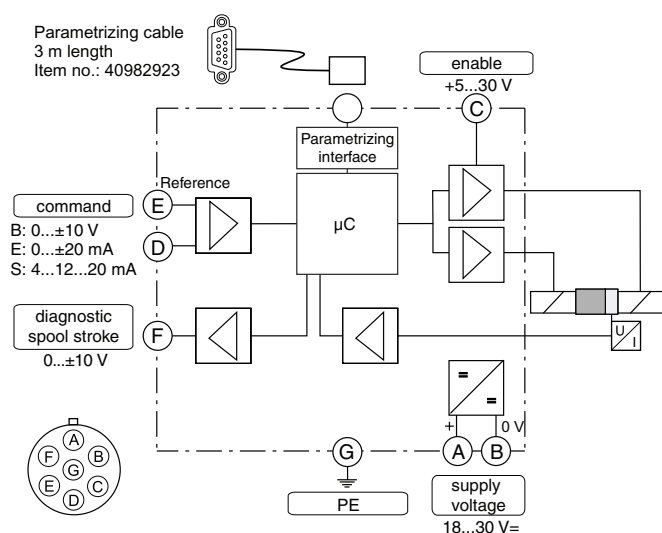 Parametrizing cable
3 m length
Item no.: 40982923
enable
+5...30 V
C
Parametrizing
interface
Reference
E
command
D
B: 0...±10 V
E: 0...±20 mA
S: 4...12...20 mA
µC
diagnostic
spool stroke
F
0...±10 V
U
I
=
=
+
0 V
A
F
B
G
E
C
D
G
A
B
PE
supply
voltage
18...30 V=